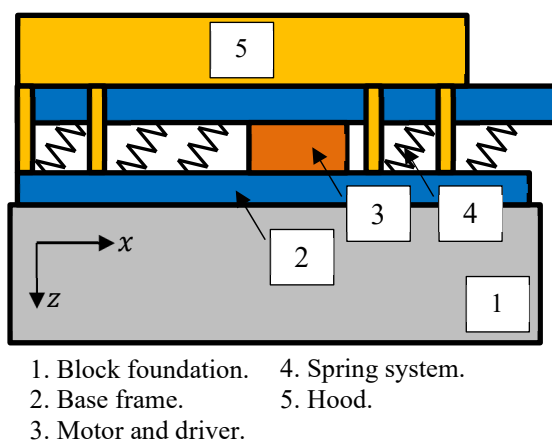 5
3
4
2
x
z
1
1. Block foundation.
2. Base frame.
3. Motor and driver.
4. Spring system.
5. Hood.